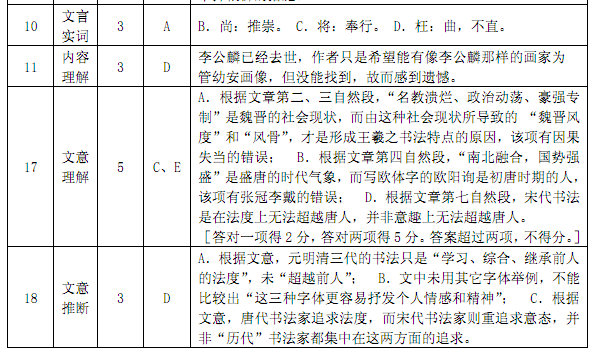 10 文言 3 A B．尚：推崇。 C．将：奉行。 D．枉：曲，不直。
实词
11 内容 3 D 李公麟已经去世，作者只是希望能有像李公麟那样的画家为
理解 管幼安画像，但没能找到，故而感到遗憾。
17 文意 5 C、E A．根据文章第二、三自然段，“名教溃烂、政治动荡、豪强专
理解 制”是魏晋的社会现状，而由这种社会现状所导致的 “魏晋风
度”和“风骨”，才是形成王羲之书法特点的原因，该项有因果
失当的错误； B．根据文章第四自然段，“南北融合，国势强
盛”是盛唐的时代气象，而写欧体字的欧阳询是初唐时期的人，
该项有张冠李戴的错误； D．根据文章第七自然段，宋代书法
是在法度上无法超越唐人，并非意趣上无法超越唐人。
［答对一项得2分，答对两项得5分。答案超过两项，不得分。］
18 文意 3 D A．根据文意，元明清三代的书法只是“学习、综合、继承前人
推断 的法度”，未“超越前人”； B．文中未用其它字体举例，不能
比较出“这三种字体更容易抒发个人情感和精神”； C．根据
文意，唐代书法家追求法度，而宋代书法家则重追求意态，并
非“历代”书法家都集中在这两方面的追求。